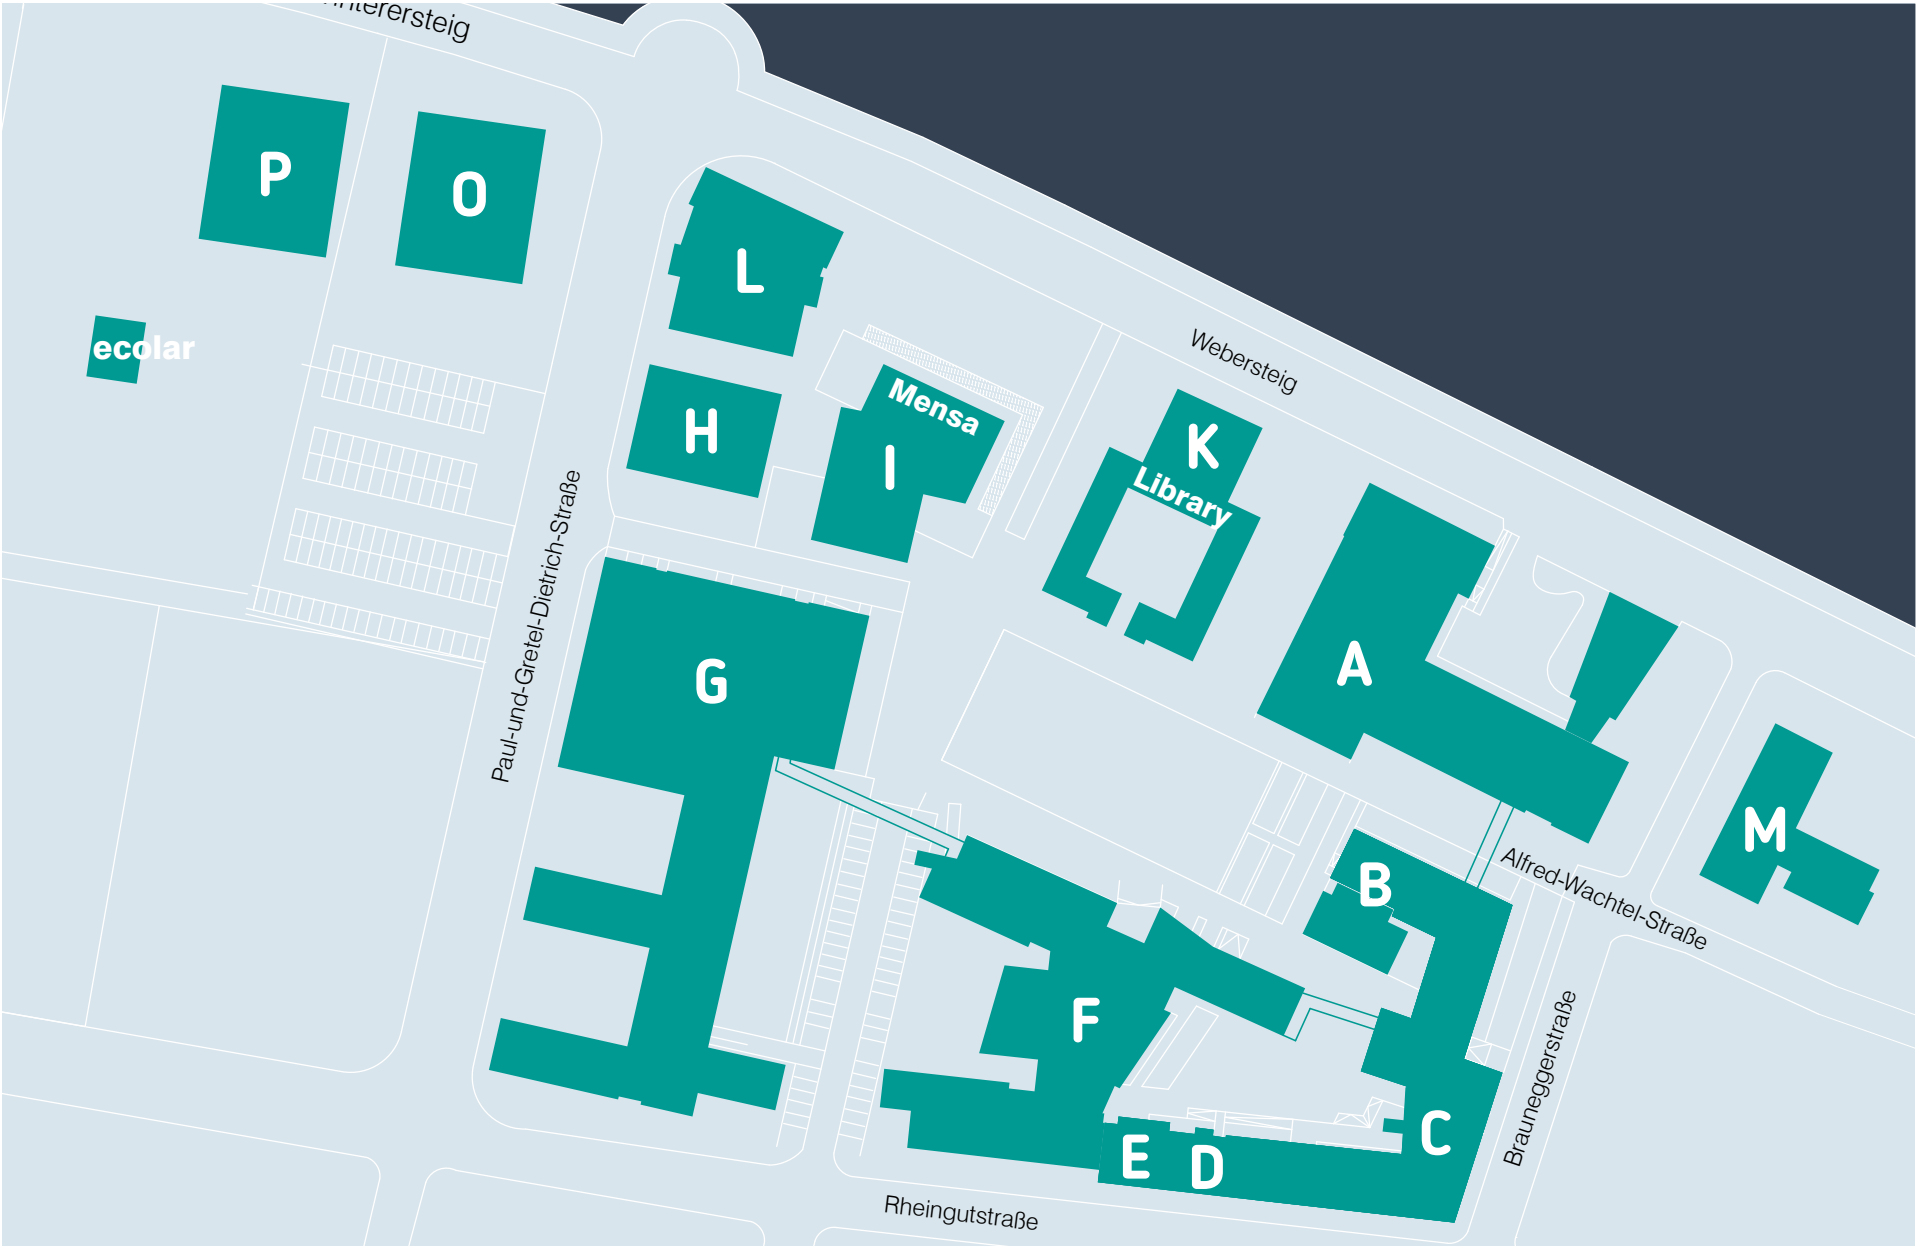 P
O
L
ecolar
Webersteig
Mensa
H
K
I
Library
Paul-und-Gretel-Dietrich-Straße
G
A
M
Alfred-Wachtel-Straße
B
F
Brauneggerstraße
C
E
D
Rheingutstraße